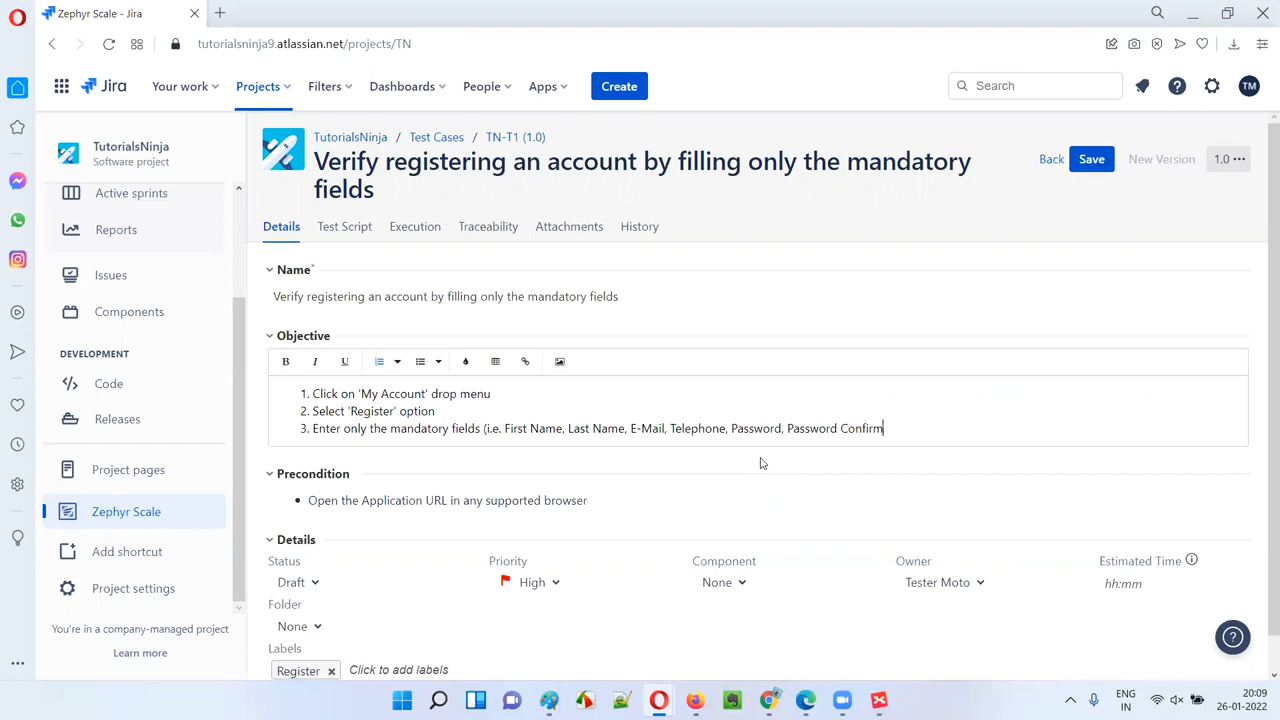 Zephyr Scale - Jira
tutorialsninja9.atlassian.net/projects/TN
Jira
Your work
Projects
Filters
Dashboards
People
Apps
Create
Search
TM
TutorialsNinja
Software project
Active sprints
Reports
Issues
Components
DEVELOPMENT
Code
Releases
Project pages
Zephyr Scale
Add shortcut
Project settings
You're in a company-managed project
Learn more
TutorialsNinja / Test Cases / TN-T1 (1.0)
Verify registering an account by filling only the mandatory
fields
Back
Save
New Version
1.0
Details
Test Script
Execution
Traceability
Attachments
History
Name*
Verify registering an account by filling only the mandatory fields
Objective
B I U
1. Click on 'My Account' drop menu
2. Select 'Register' option
3. Enter only the mandatory fields (i.e. First Name, Last Name, E-Mail, Telephone, Password, Password Confirm
Precondition
• Open the Application URL in any supported browser
Details
Status
Priority
Component
Owner
Estimated Time
Draft
High
None
Tester Moto
hh:mm
Folder
None
Labels
Register
Click to add labels
ENG
IN
20:09
26-01-2022